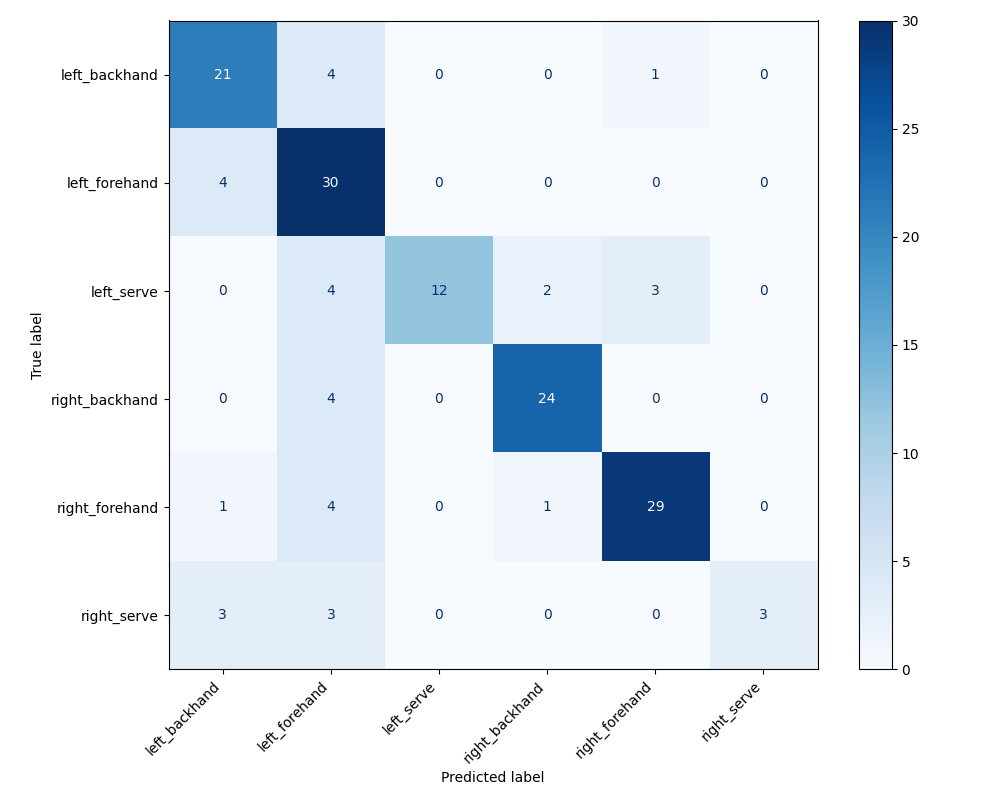 left_backhand 21 4 0 0 1 0
left_forehand 4 30 0 0 0 0
left_serve 0 4 12 2 3 0
right_backhand 0 4 0 24 0 0
right_forehand 1 4 0 1 29 0
right_serve 3 3 0 0 0 3
True label
left_backhand left_forehand left_serve right_backhand right_forehand right_serve
Predicted label
30
25
20
15
10
5
0